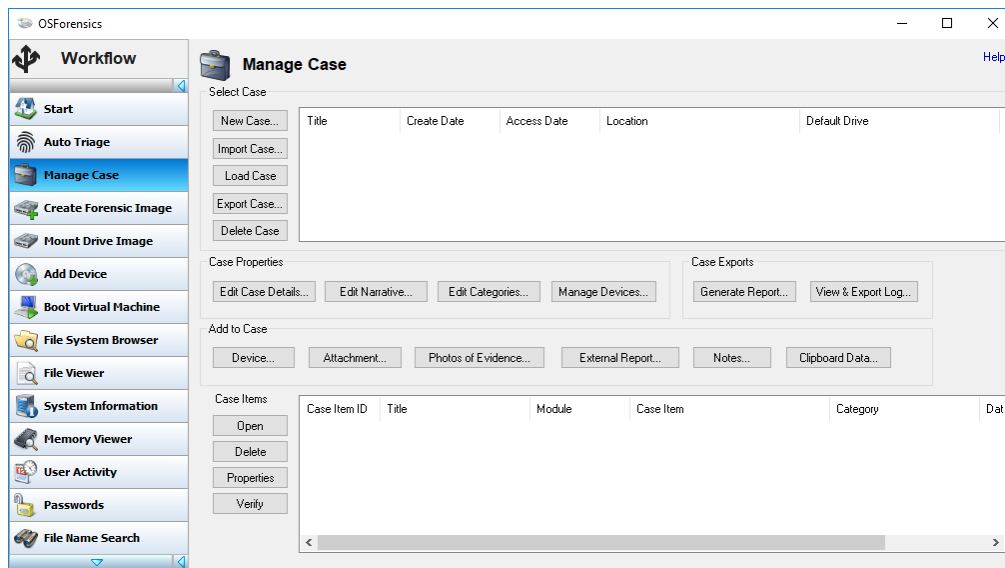 OSForensics
Workflow
Start
Auto Triage
Manage Case
Create Forensic Image
Mount Drive Image
Add Device
Boot Virtual Machine
File System Browser
File Viewer
System Information
Memory Viewer
User Activity
Passwords
File Name Search
Manage Case
Help
Select Case
New Case...
Import Case...
Load Case
Export Case...
Delete Case
Title Create Date Access Date Location Default Drive
Case Properties
Edit Case Details... Edit Narrative... Edit Categories... Manage Devices...
Case Exports
Generate Report... View & Export Log...
Add to Case
Device... Attachment... Photos of Evidence... External Report... Notes... Clipboard Data...
Case Items
Open
Delete
Properties
Verify
Case Item ID Title Module Case Item Category Dat